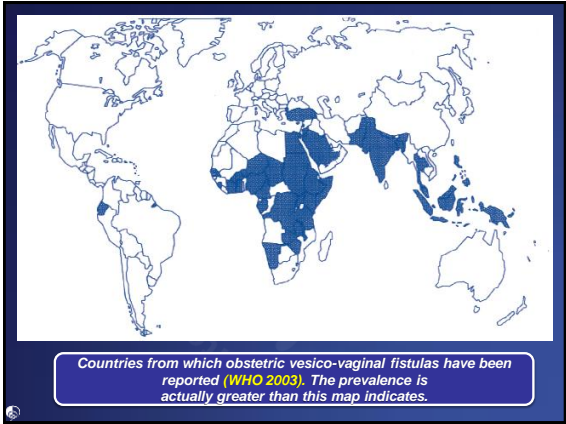 Countries from which obstetric vesico-vaginal fistulas have been
reported (WHO 2003). The prevalence is
actually greater than this map indicates.